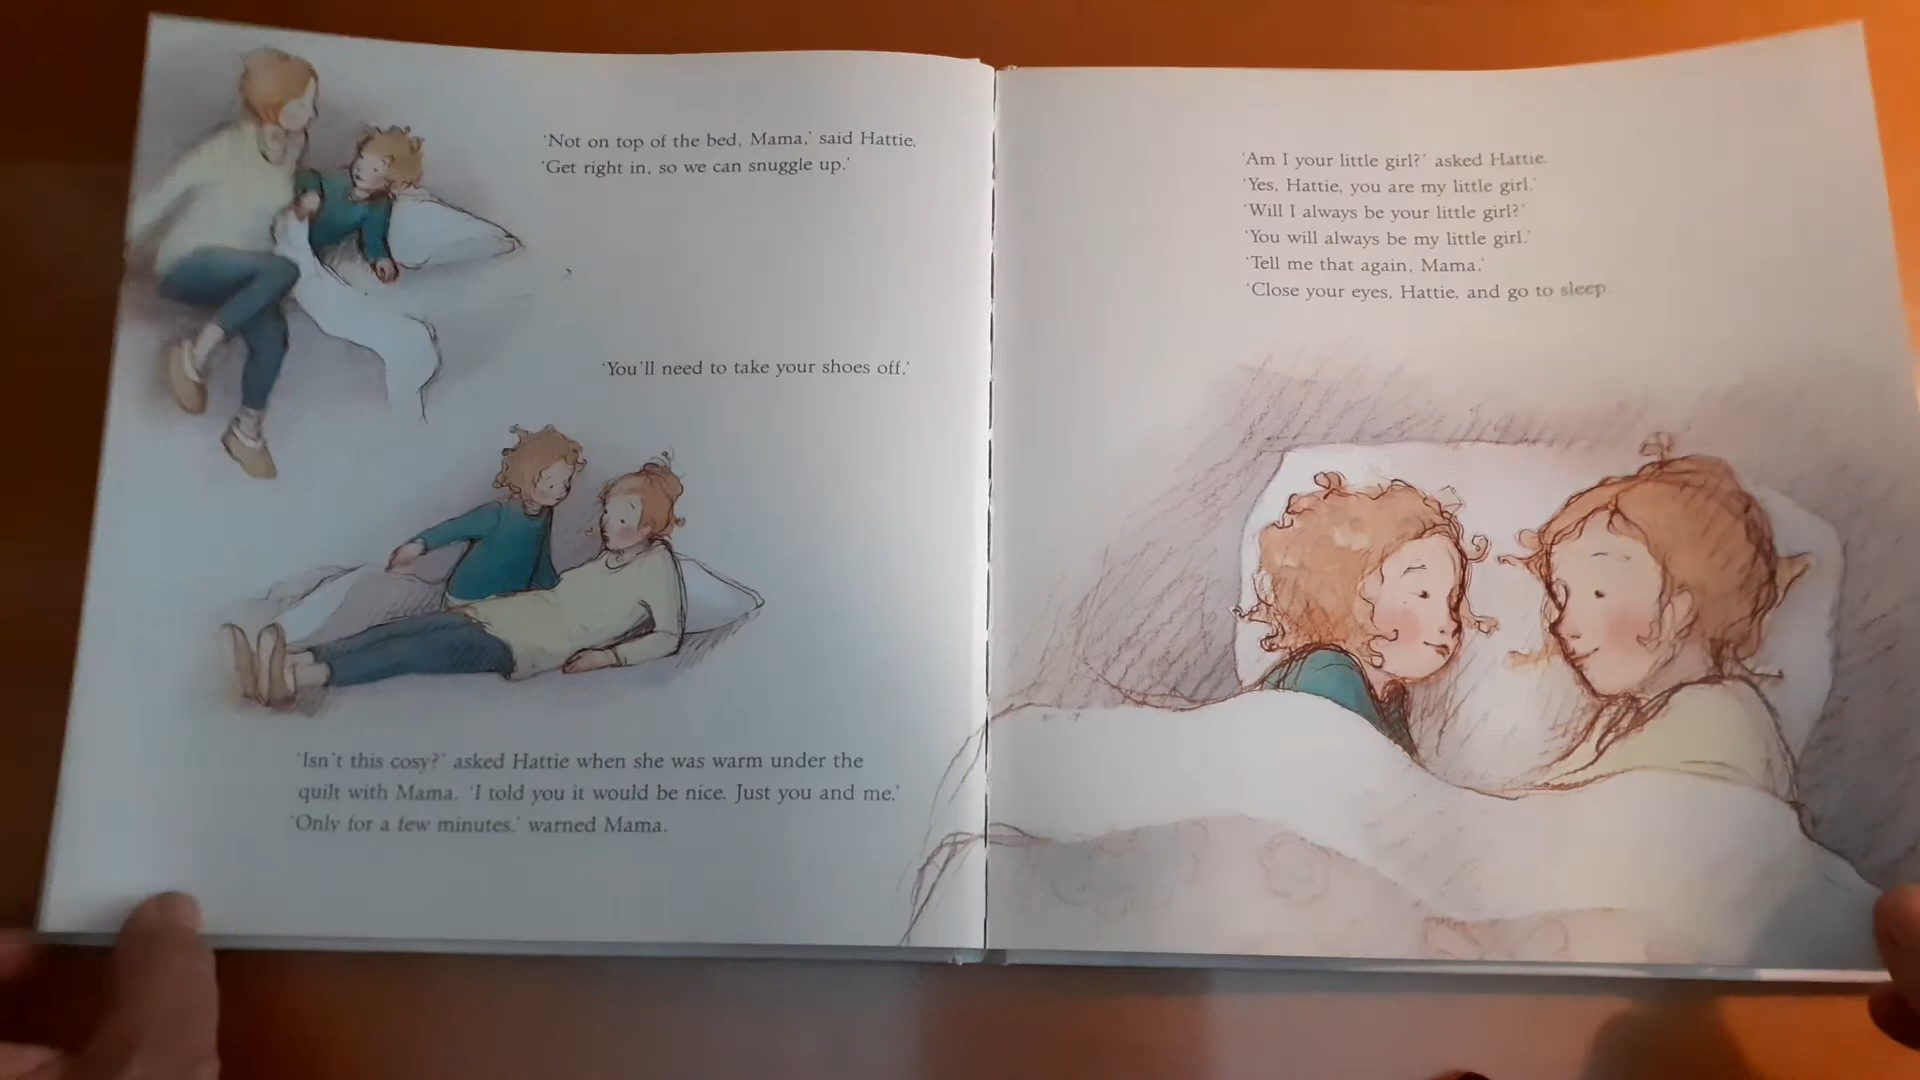 ‘Not on top of the bed, Mama,’ said Hattie.
‘Get right in, so we can snuggle up.’
‘You’ll need to take your shoes off.’
‘Isn’t this cosy?’ asked Hattie when she was warm under the
quilt with Mama. ‘I told you it would be nice. Just you and me.’
‘Only for a few minutes,’ warned Mama.
‘Am I your little girl?’ asked Hattie.
‘Yes, Hattie, you are my little girl.’
‘Will I always be your little girl?’
‘You will always be my little girl.’
‘Tell me that again, Mama.’
‘Close your eyes, Hattie, and go to sleep.